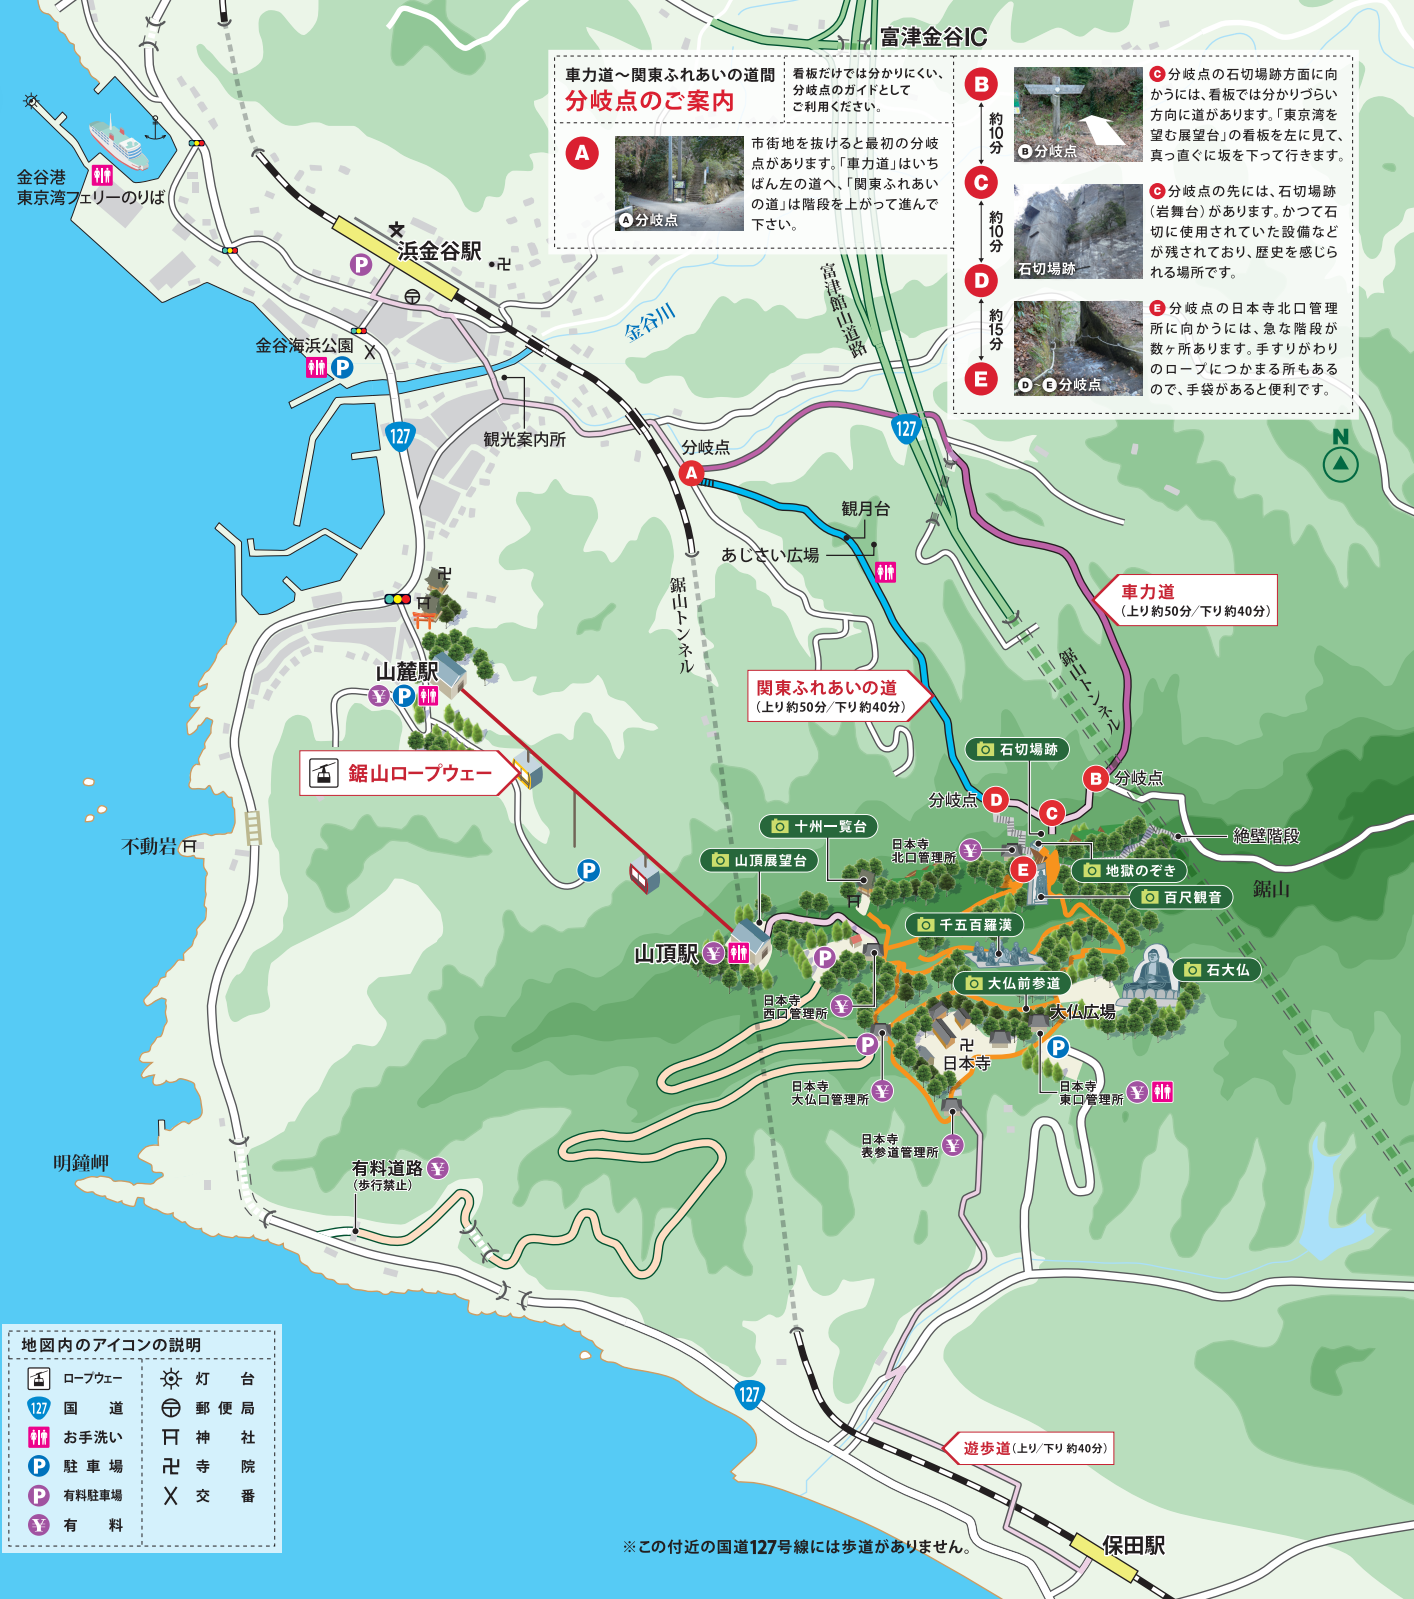 富津金谷IC
車力道〜関東ふれあいの道間
分岐点のご案内
看板だけでは分かりにくい、
分岐点のガイドとして
ご利用ください。
A
A分岐点
市街地を抜けると最初の分岐
点があります。「車力道」はいち
ばん左の道へ、「関東ふれあい
の道」は階段を上がって進んで
下さい。
B
約10分
C
約10分
D
約15分
E
B分岐点
C分岐点の石切場跡方面に向
かうには、看板では分かりづらい
方向に道があります。「東京湾を
望む展望台」の看板を左に見て、
真っ直ぐに坂を下って行きます。
石切場跡
C分岐点の先には、石切場跡
(岩舞台)があります。かつて石
切に使用されていた設備など
が残されており、歴史を感じら
れる場所です。
D~E分岐点
E分岐点の日本寺北口管理
所に向かうには、急な階段が
数ヶ所あります。手すりがわり
のロープにつかまる所もある
ので、手袋があると便利です。
N
金谷港
東京湾フェリーのりば
浜金谷駅
P
金谷海浜公園
P
金谷川
富津館山道路
127
127
観光案内所
分岐点
A
観月台
あじさい広場
鋸山トンネル
車力道
(上り約50分/下り約40分)
関東ふれあいの道
(上り約50分/下り約40分)
鋸山トンネル
山麓駅
¥
P
鋸山ロープウェー
不動岩
P
石切場跡
B
分岐点
分岐点
D
C
絶壁階段
十州一覧台
日本寺
北口管理所
¥
E
山頂展望台
地獄のぞき
鋸山
百尺観音
千五百羅漢
山頂駅
¥
P
石大仏
大仏前参道
日本寺
西口管理所
¥
大仏広場
P
日本寺
P
日本寺
大仏口管理所
¥
日本寺
東口管理所
¥
日本寺
表参道管理所
¥
明鐘岬
有料道路
¥
(歩行禁止)
127
遊歩道(上り/下り 約40分)
保田駅
※この付近の国道127号線には歩道がありません。
地図内のアイコンの説明
ロープウェー
127
国道
お手洗い
P
駐車場
P
有料駐車場
¥
有料
灯台
郵便局
神社
寺院
交番